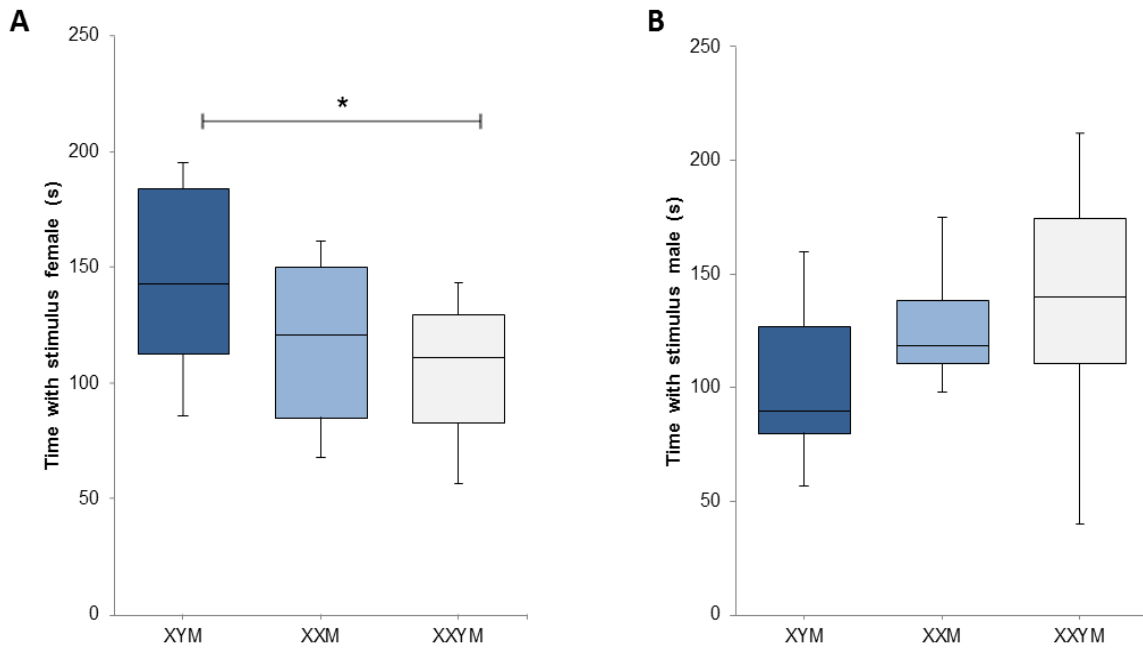 A
250
200
150
100
50
0
Time with stimulus female (s)
*
XYM XXM XXYM
B
250
200
150
100
50
0
Time with stimulus male (s)
XYM XXM XXYM